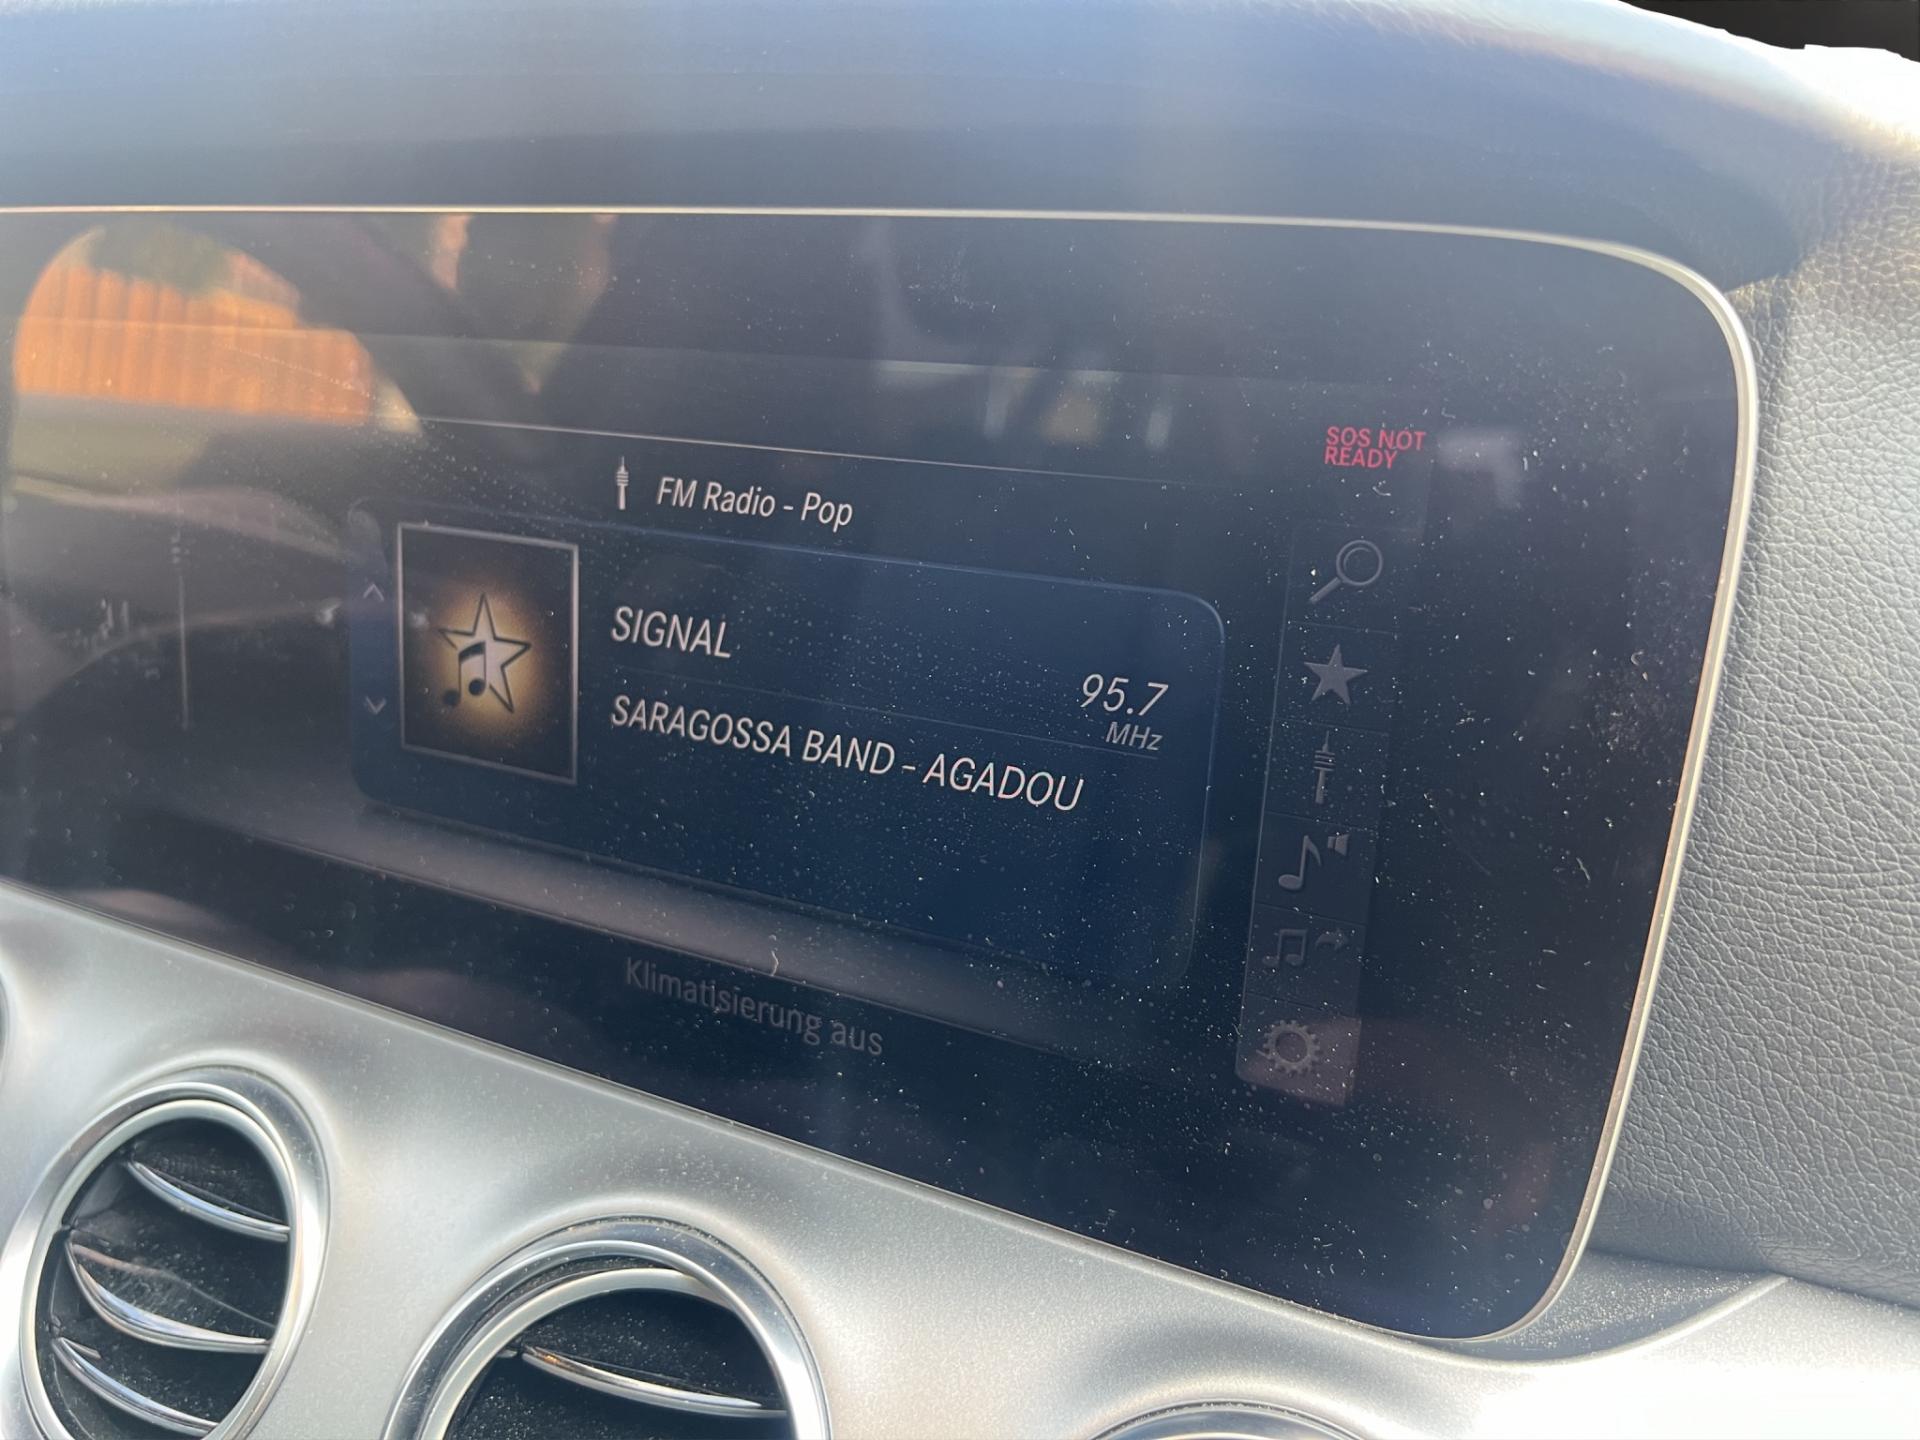 SOS NOT
READY
FM Radio - Pop
SIGNAL
95.7
MHz
SARAGOSSA BAND - AGADOU
Klimatisierung aus